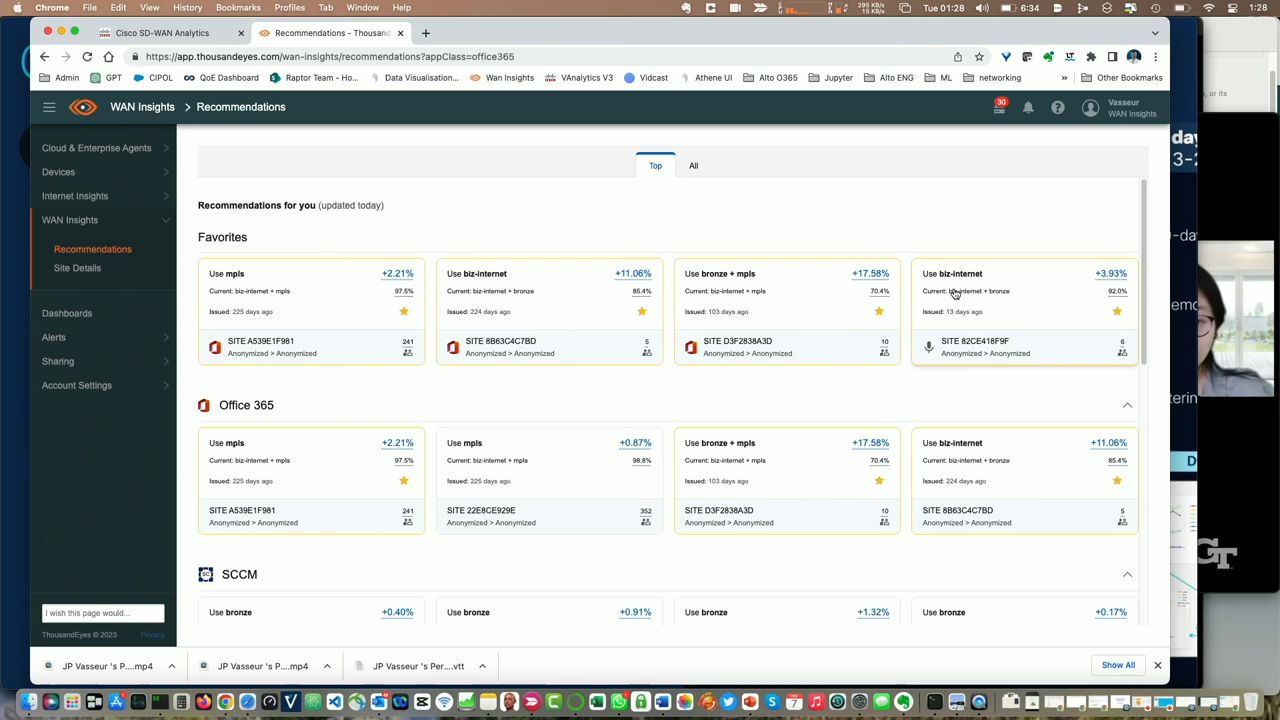 Chrome File Edit View History Bookmarks Profiles Tab Window Help
295 KB/s
Tue 01:28
Cisco SD-WAN Analytics
Recommendations - Thousand
https://app.thousandeyes.com/wan-insights/recommendations?appClass=office365
Admin GPT CIPOL QoE Dashboard Raptor Team - Ho... Data Visualisation... Wan Insights VAnalytics V3 Vidcast Athene UI Alto O365 Jupyter Alto ENG ML networking » Other Bookmarks
WAN Insights > Recommendations
30
Vasseur
WAN Insights
Cloud & Enterprise Agents
Devices
Internet Insights
WAN Insights
Recommendations
Site Details
Dashboards
Alerts
Sharing
Account Settings
I wish this page would...
ThousandEyes © 2023 Privacy
Top All
Recommendations for you (updated today)
Favorites
Use mpls +2.21%
Current: biz-internet + mpls 97.5%
Issued: 225 days ago
SITE A539E1F981 241
Anonymized > Anonymized
Use biz-internet +11.06%
Current: biz-internet + bronze 85.4%
Issued: 224 days ago
SITE 8B63C4C7BD 5
Anonymized > Anonymized
Use bronze + mpls +17.58%
Current: biz-internet + mpls 70.4%
Issued: 103 days ago
SITE D3F2838A3D 10
Anonymized > Anonymized
Use biz-internet +3.93%
Current: biz-internet + bronze 92.0%
Issued: 13 days ago
SITE 82CE418F9F 6
Anonymized > Anonymized
Office 365
Use mpls +2.21%
Current: biz-internet + mpls 97.5%
Issued: 225 days ago
SITE A539E1F981 241
Anonymized > Anonymized
Use mpls +0.87%
Current: biz-internet + mpls 98.8%
Issued: 225 days ago
SITE 22E8CE929E 352
Anonymized > Anonymized
Use bronze + mpls +17.58%
Current: biz-internet + mpls 70.4%
Issued: 103 days ago
SITE D3F2838A3D 10
Anonymized > Anonymized
Use biz-internet +11.06%
Current: biz-internet + bronze 85.4%
Issued: 224 days ago
SITE 8B63C4C7BD 5
Anonymized > Anonymized
SC SCCM
Use bronze +0.40%
Use bronze +0.91%
Use bronze +1.32%
Use bronze +0.17%
JP Vasseur 's P....mp4
JP Vasseur 's P....mp4
JP Vasseur 's Per....vtt
Show All
, or its
GT